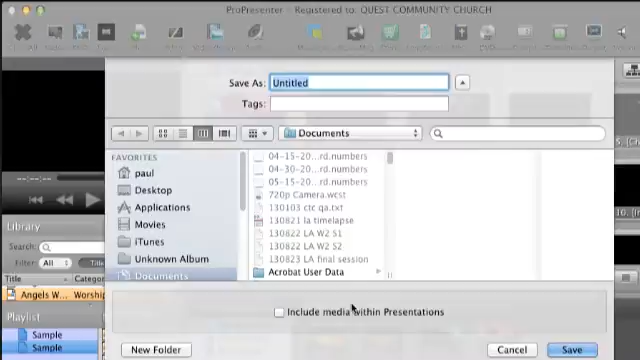 ProPresenter - Registered to: QUEST COMMUNITY CHURCH
Save As: Untitled
Tags:
Documents
FAVORITES
paul
Desktop
Applications
Movies
iTunes
Unknown Album
Documents
04-15-20...rd.numbers
04-30-20...rd.numbers
05-15-20...rd.numbers
720p Camera.wcst
130103 ctc qa.txt
130821 la timelapse
130822 LA W2 S1
130822 LA W2 S2
130823 LA final session
Acrobat User Data
Library
Search:
Filter: All
Title
Categor
Angels W... Worship
Playlist
Sample
Sample
Include media within Presentations
New Folder
Cancel
Save